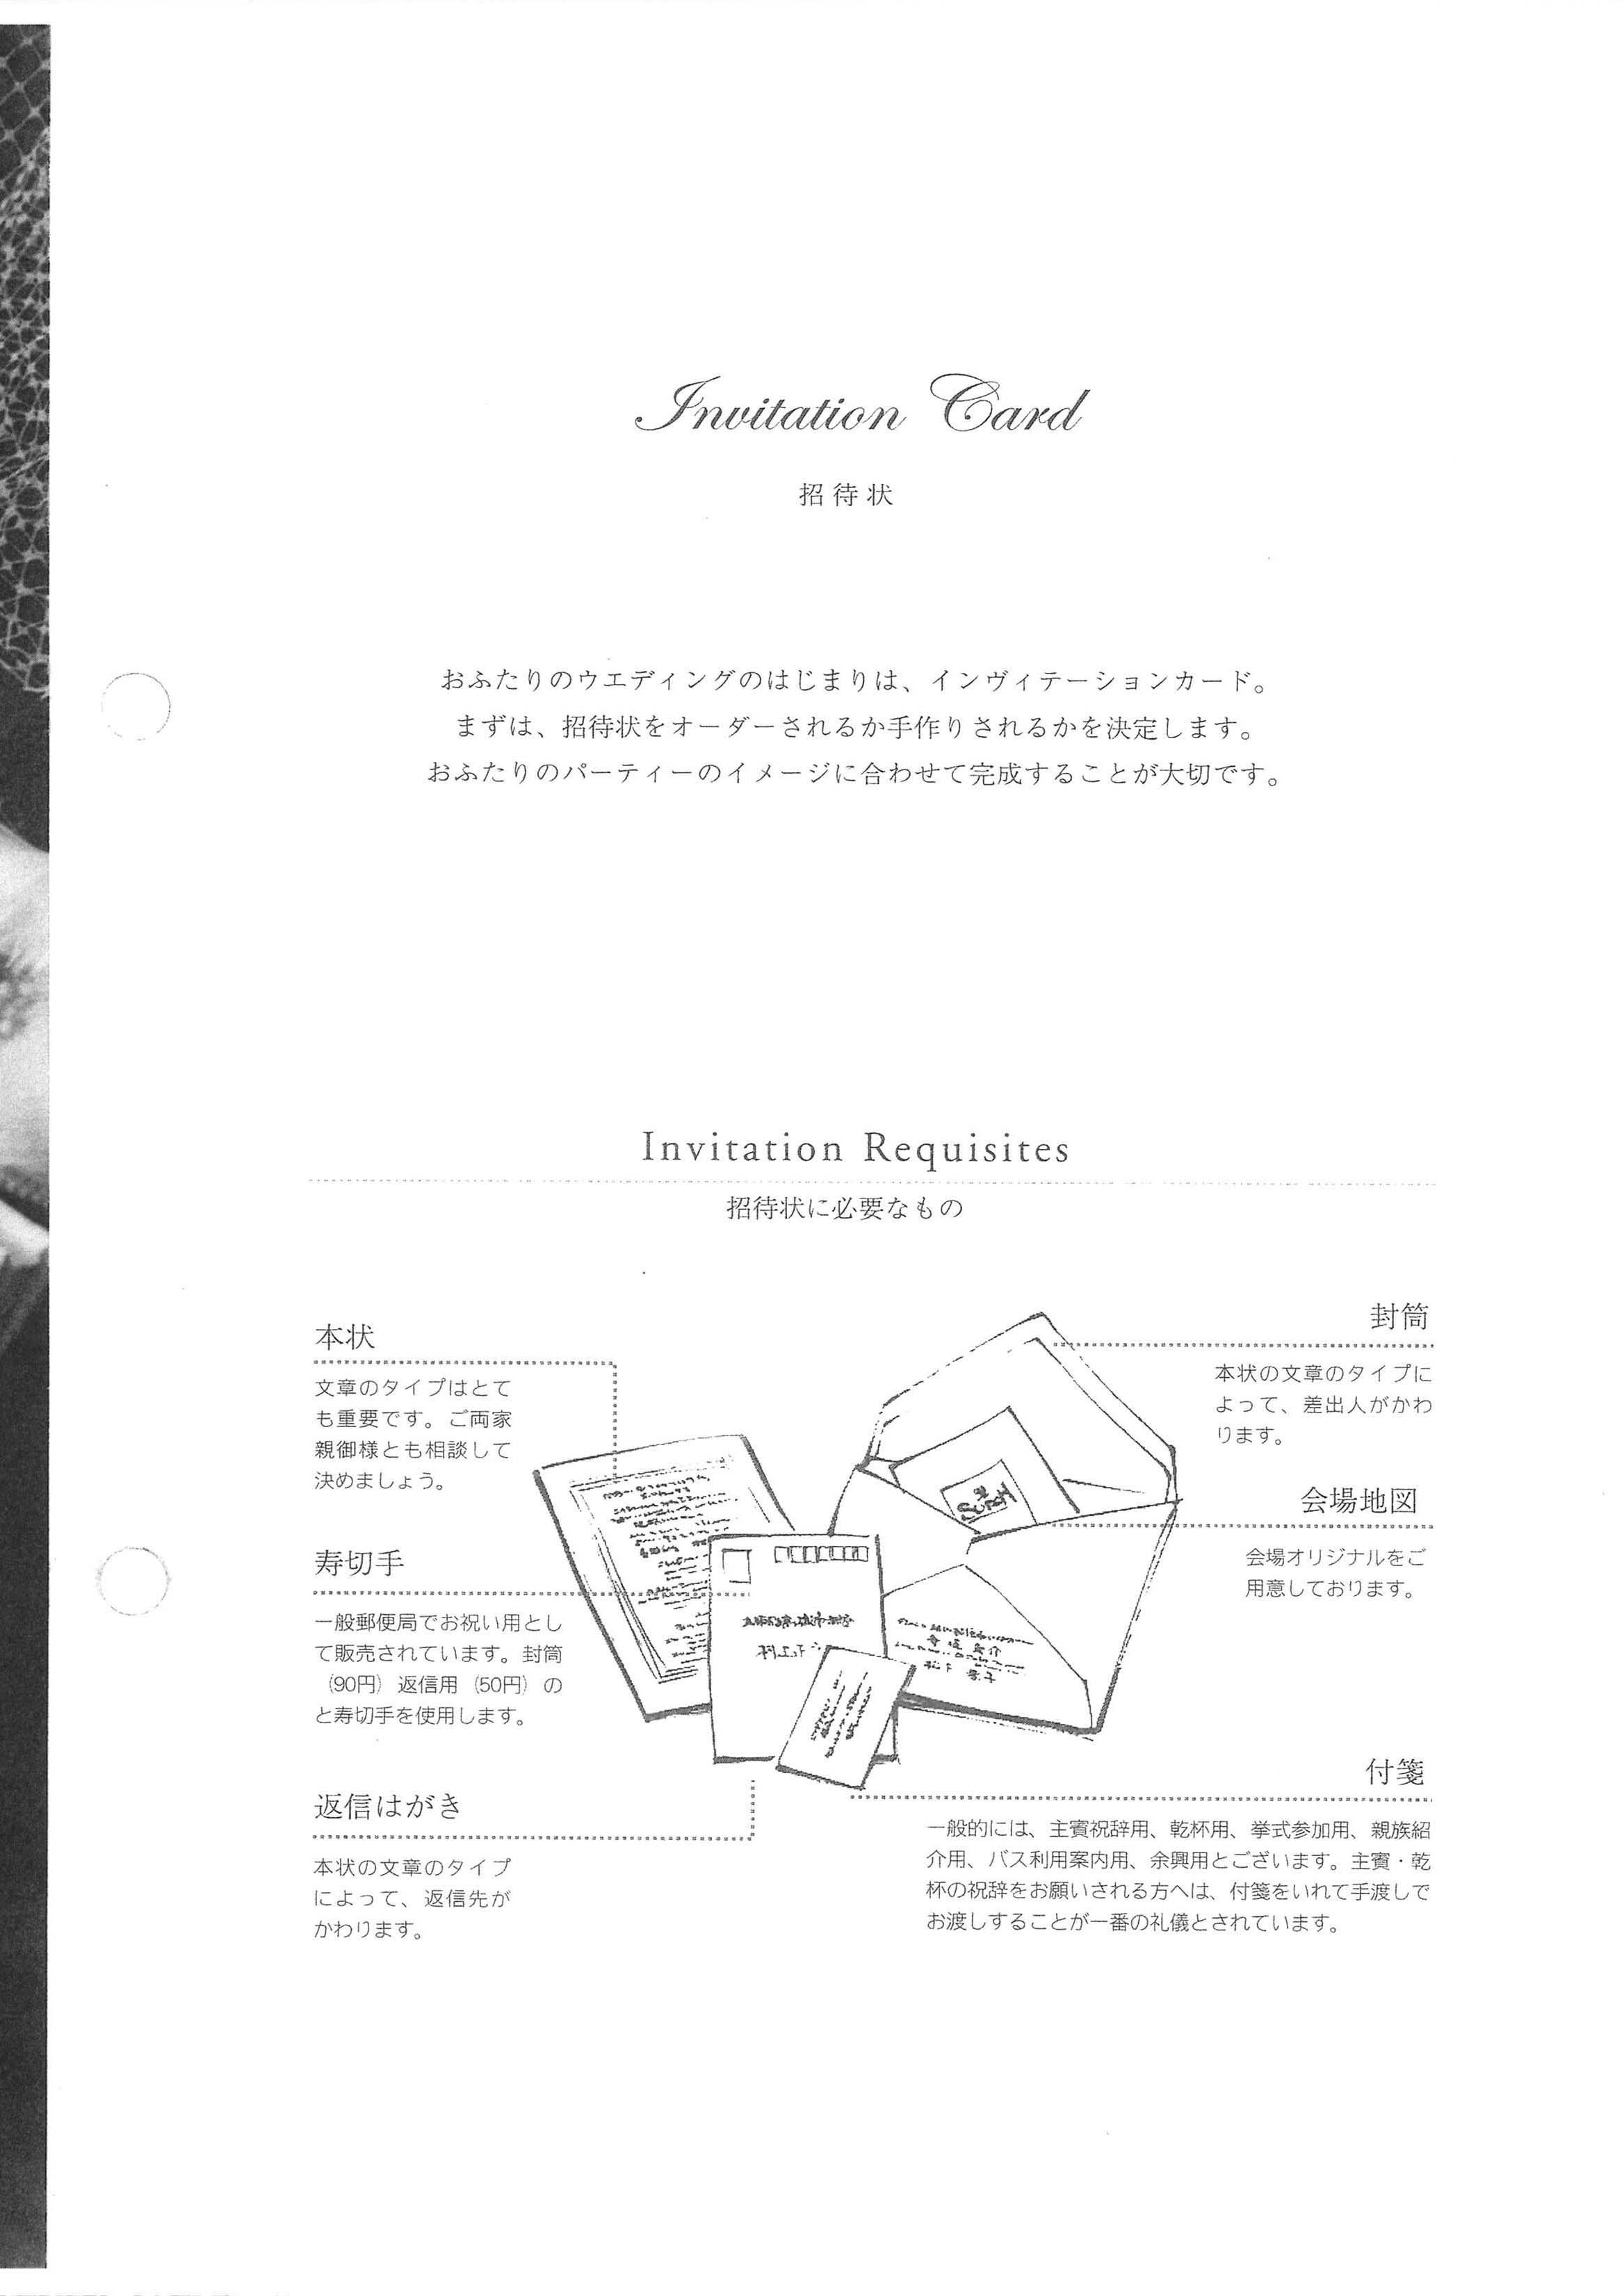 Invitation Card
招待状
おふたりのウエディングのはじまりは、インヴィテーションカード。
まずは、招待状をオーダーされるか手作りされるかを決定します。
おふたりのパーティーのイメージに合わせて完成することが大切です。
Invitation Requisites
招待状に必要なもの
本状
文章のタイプはとて
も重要です。ご両家
親御様とも相談して
決めましょう。
寿切手
一般郵便局でお祝い用とし
て販売されています。封筒
（90円）返信用（50円）の
と寿切手を使用します。
返信はがき
本状の文章のタイプ
によって、返信先が
かわります。
封筒
本状の文章のタイプに
よって、差出人がかわ
ります。
会場地図
会場オリジナルをご
用意しております。
付箋
一般的には、主賓祝辞用、乾杯用、挙式参加用、親族紹
介用、バス利用案内用、余興用とございます。主賓・乾
杯の祝辞をお願いされる方へは、付箋をいれて手渡しで
お渡しすることが一番の礼儀とされています。